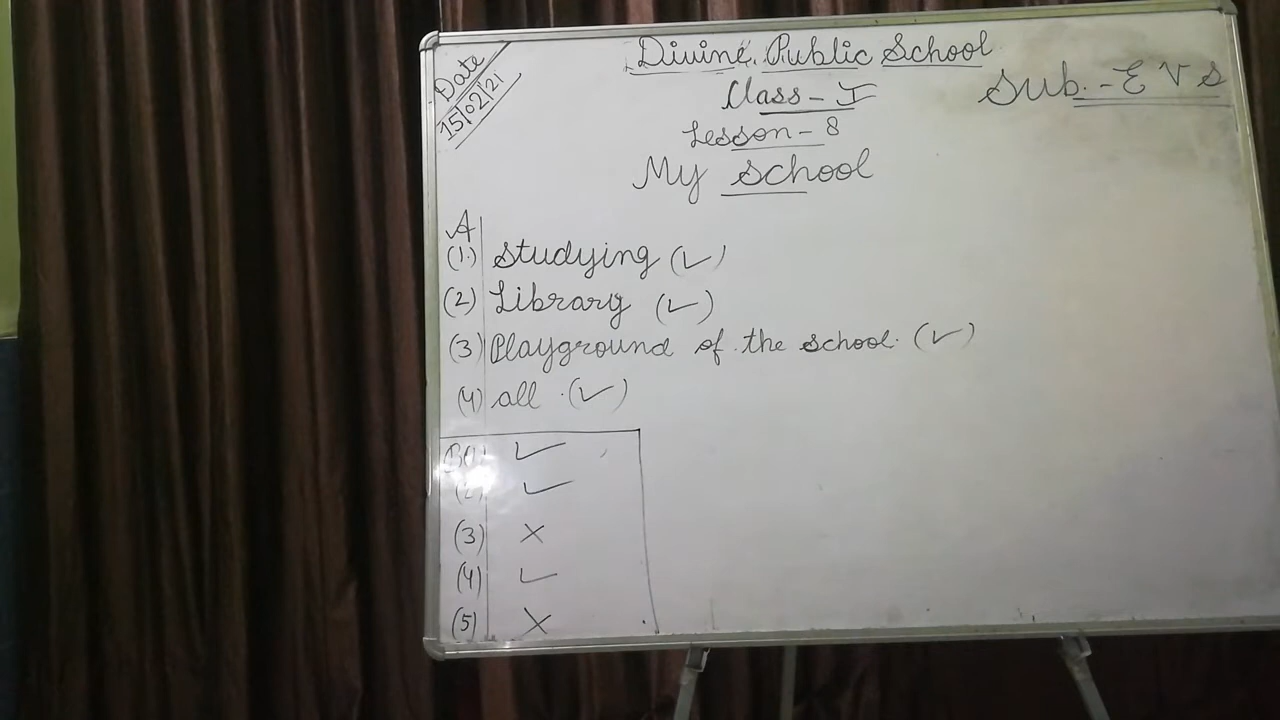 Date
15/02/21
Divine Public School
Class - I
Sub. - E V S
Lesson - 8
My School
A
(1.) Studying (✓)
(2) Library (✓)
(3) Playground of the school. (✓)
(4) all (✓)
B(1) ✓
(2) ✓
(3) ×
(4) ✓
(5) ×